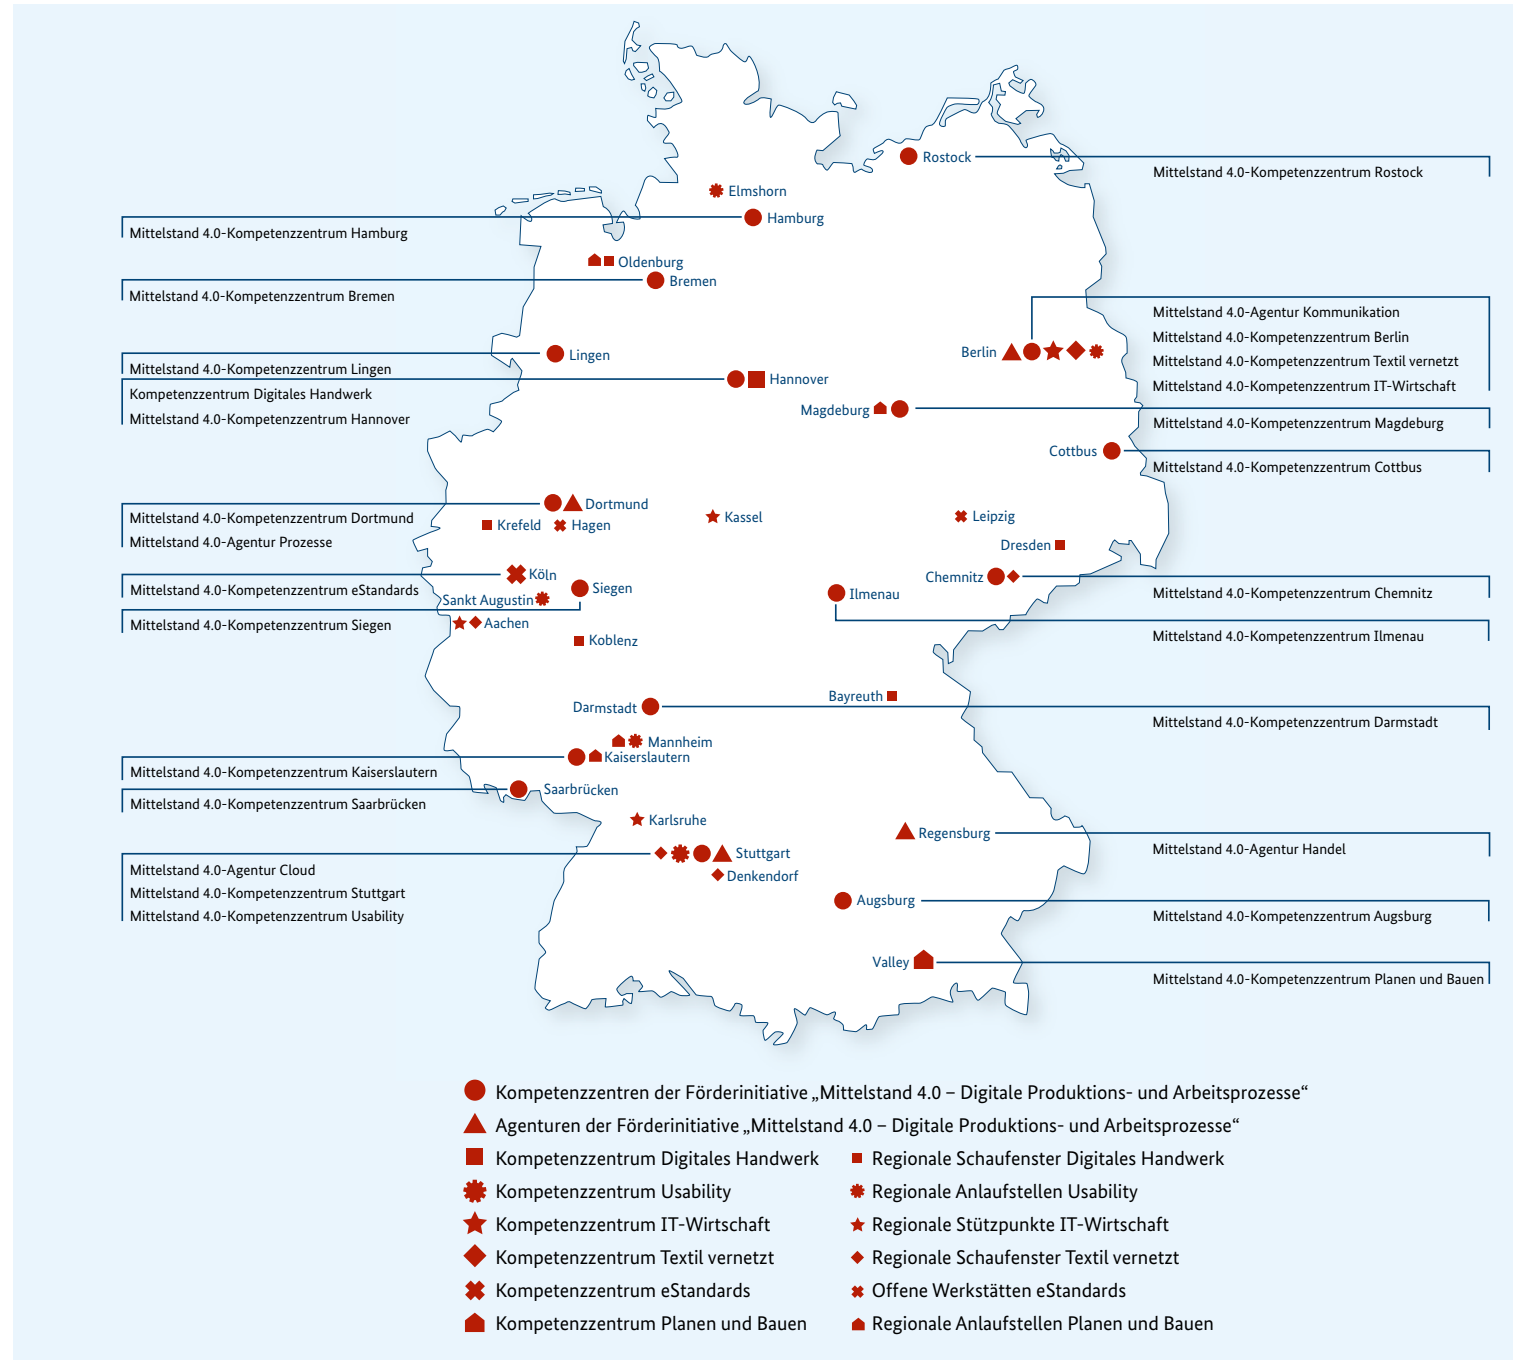 Rostock
Mittelstand 4.0-Kompetenzzentrum Rostock
Elmshorn
Hamburg
Mittelstand 4.0-Kompetenzzentrum Hamburg
Oldenburg
Bremen
Mittelstand 4.0-Kompetenzzentrum Bremen
Mittelstand 4.0-Agentur Kommunikation
Mittelstand 4.0-Kompetenzzentrum Berlin
Berlin
Mittelstand 4.0-Kompetenzzentrum Textil vernetzt
Mittelstand 4.0-Kompetenzzentrum IT-Wirtschaft
Lingen
Mittelstand 4.0-Kompetenzzentrum Lingen
Hannover
Kompetenzzentrum Digitales Handwerk
Mittelstand 4.0-Kompetenzzentrum Hannover
Magdeburg
Mittelstand 4.0-Kompetenzzentrum Magdeburg
Cottbus
Mittelstand 4.0-Kompetenzzentrum Cottbus
Dortmund
Mittelstand 4.0-Kompetenzzentrum Dortmund
Mittelstand 4.0-Agentur Prozesse
Krefeld
Hagen
Kassel
Leipzig
Dresden
Köln
Mittelstand 4.0-Kompetenzzentrum eStandards
Siegen
Sankt Augustin
Mittelstand 4.0-Kompetenzzentrum Siegen
Aachen
Koblenz
Chemnitz
Mittelstand 4.0-Kompetenzzentrum Chemnitz
Ilmenau
Mittelstand 4.0-Kompetenzzentrum Ilmenau
Bayreuth
Darmstadt
Mittelstand 4.0-Kompetenzzentrum Darmstadt
Mannheim
Kaiserslautern
Mittelstand 4.0-Kompetenzzentrum Kaiserslautern
Saarbrücken
Mittelstand 4.0-Kompetenzzentrum Saarbrücken
Karlsruhe
Regensburg
Mittelstand 4.0-Agentur Handel
Stuttgart
Mittelstand 4.0-Agentur Cloud
Mittelstand 4.0-Kompetenzzentrum Stuttgart
Mittelstand 4.0-Kompetenzzentrum Usability
Denkendorf
Augsburg
Mittelstand 4.0-Kompetenzzentrum Augsburg
Valley
Mittelstand 4.0-Kompetenzzentrum Planen und Bauen
Kompetenzzentren der Förderinitiative „Mittelstand 4.0 – Digitale Produktions- und Arbeitsprozesse“
Agenturen der Förderinitiative „Mittelstand 4.0 – Digitale Produktions- und Arbeitsprozesse“
Kompetenzzentrum Digitales Handwerk
Regionale Schaufenster Digitales Handwerk
Kompetenzzentrum Usability
Regionale Anlaufstellen Usability
Kompetenzzentrum IT-Wirtschaft
Regionale Stützpunkte IT-Wirtschaft
Kompetenzzentrum Textil vernetzt
Regionale Schaufenster Textil vernetzt
Kompetenzzentrum eStandards
Offene Werkstätten eStandards
Kompetenzzentrum Planen und Bauen
Regionale Anlaufstellen Planen und Bauen